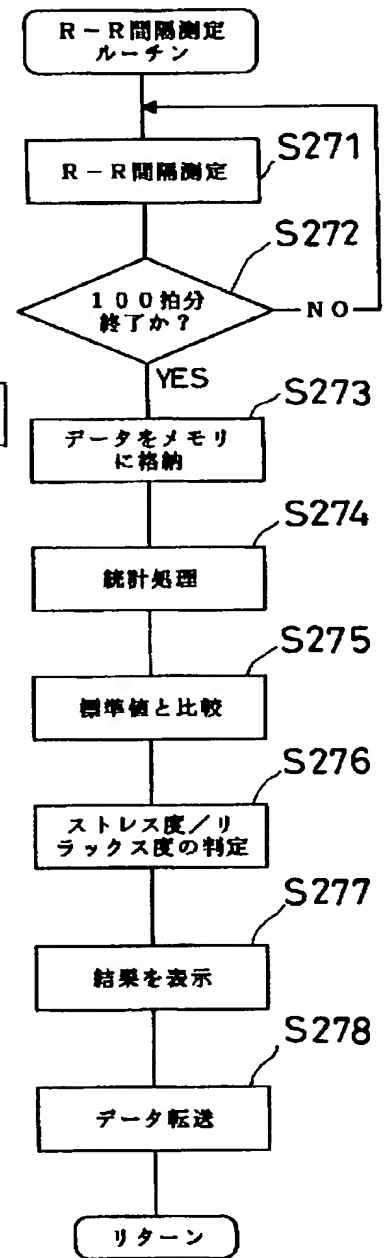 R－R間隔測定
ルーチン
S271
R－R間隔測定
S272
100拍分
終了か？
NO
YES
S273
データをメモリ
に格納
S274
統計処理
S275
標準値と比較
S276
ストレス度／リ
ラックス度の判定
S277
結果を表示
S278
データ転送
リターン